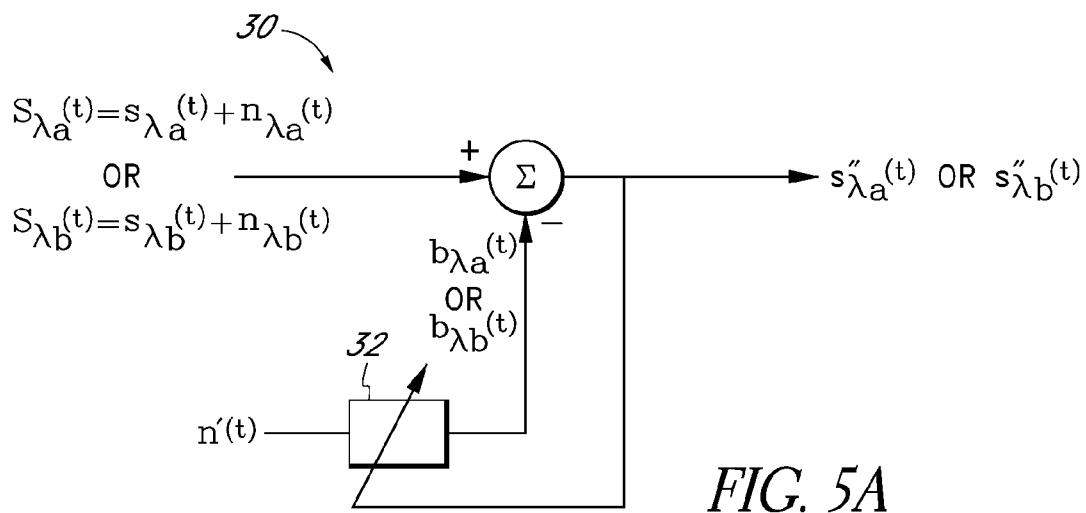 30
S_λa(t)=s_λa(t)+n_λa(t)
OR
S_λb(t)=s_λb(t)+n_λb(t)
+
Σ
−
s″_λa(t) OR s″_λb(t)
b_λa(t)
OR
b_λb(t)
32
n′(t)
FIG. 5A